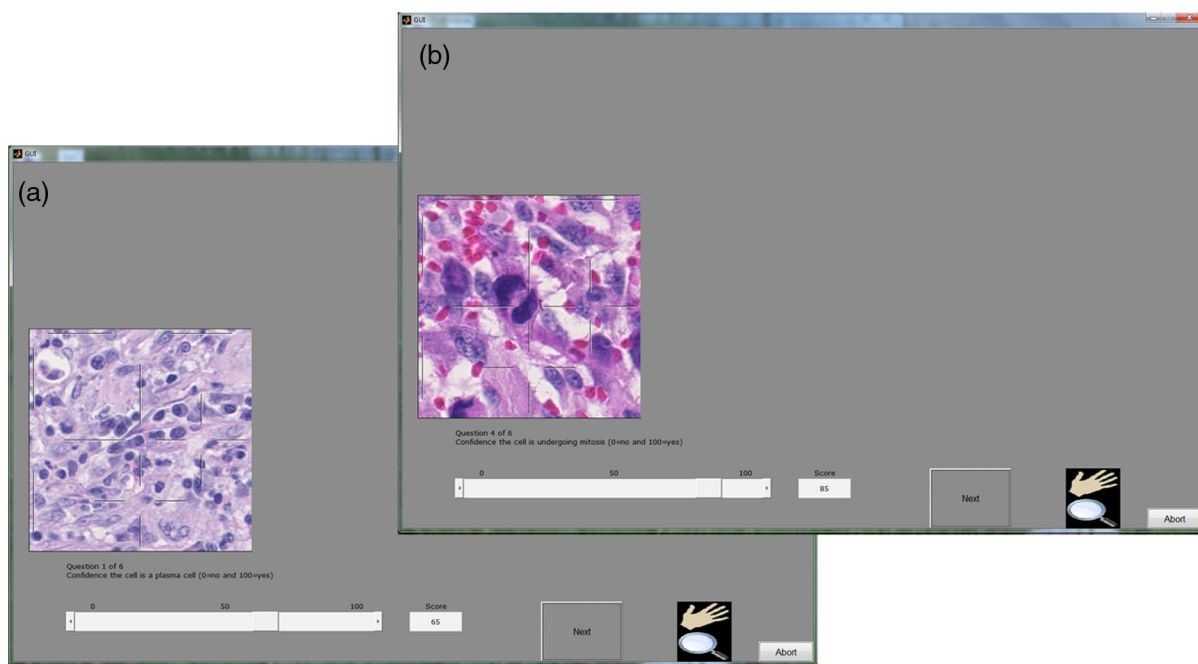 GUI
(b)
GUI
(a)
Question 4 of 6
Confidence the cell is undergoing mitosis (0=no and 100=yes)
0 50 100 Score
85
Next
Abort
Question 1 of 6
Confidence the cell is a plasma cell (0=no and 100=yes)
0 50 100 Score
65
Next
Abort